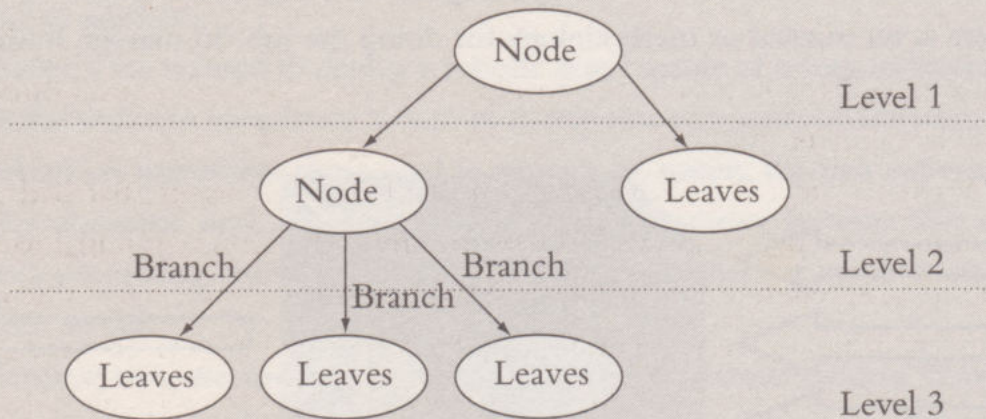 Node
Level 1
Node
Leaves
Branch
Branch
Branch
Level 2
Leaves
Leaves
Leaves
Level 3